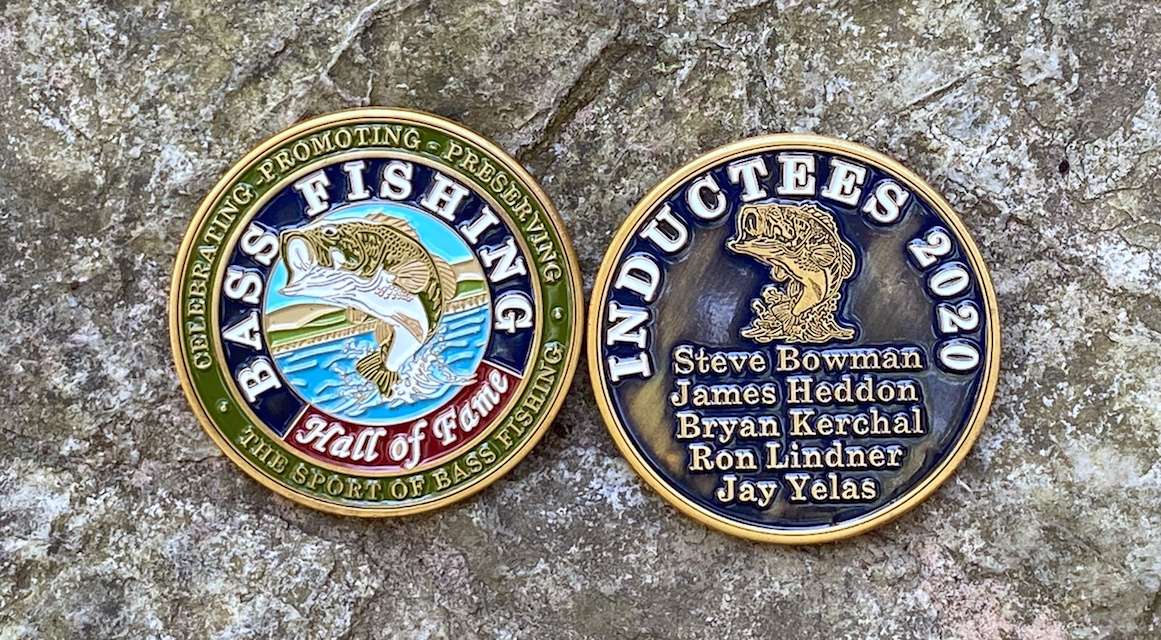 CELEBRATING · PROMOTING · PRESERVING
BASS FISHING
Hall of Fame
THE SPORT OF BASS FISHING
INDUCTEES 2020
Steve Bowman
James Heddon
Bryan Kerchal
Ron Lindner
Jay Yelas